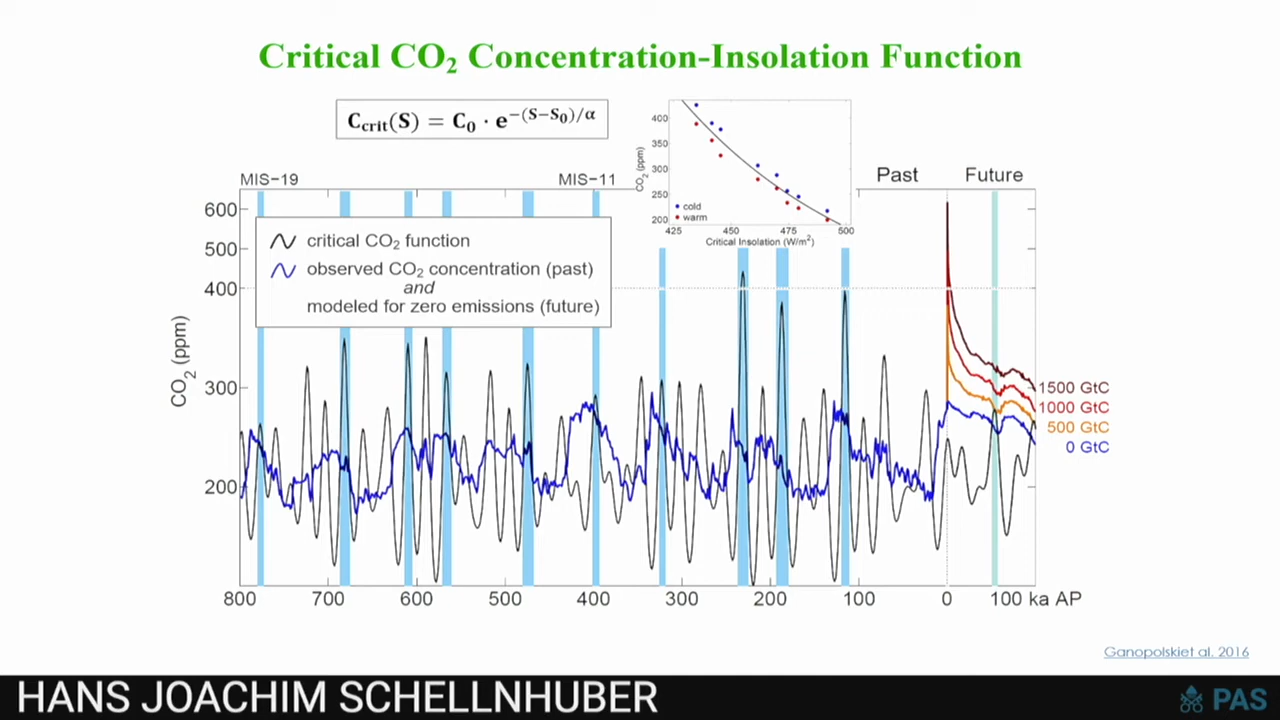 Critical CO₂ Concentration-Insolation Function
C_crit(S) = C₀ · e^−(S−S₀)/α
400
350
300
250
200
CO₂ (ppm)
cold
warm
425 450 475 500
Critical Insolation (W/m²)
MIS−19
MIS−11
Past Future
600
500
400
300
200
CO₂ (ppm)
critical CO₂ function
observed CO₂ concentration (past)
and
modeled for zero emissions (future)
1500 GtC
1000 GtC
500 GtC
0 GtC
800 700 600 500 400 300 200 100 0 100 ka AP
Ganopolskiet al, 2016
HANS JOACHIM SCHELLNHUBER
PAS